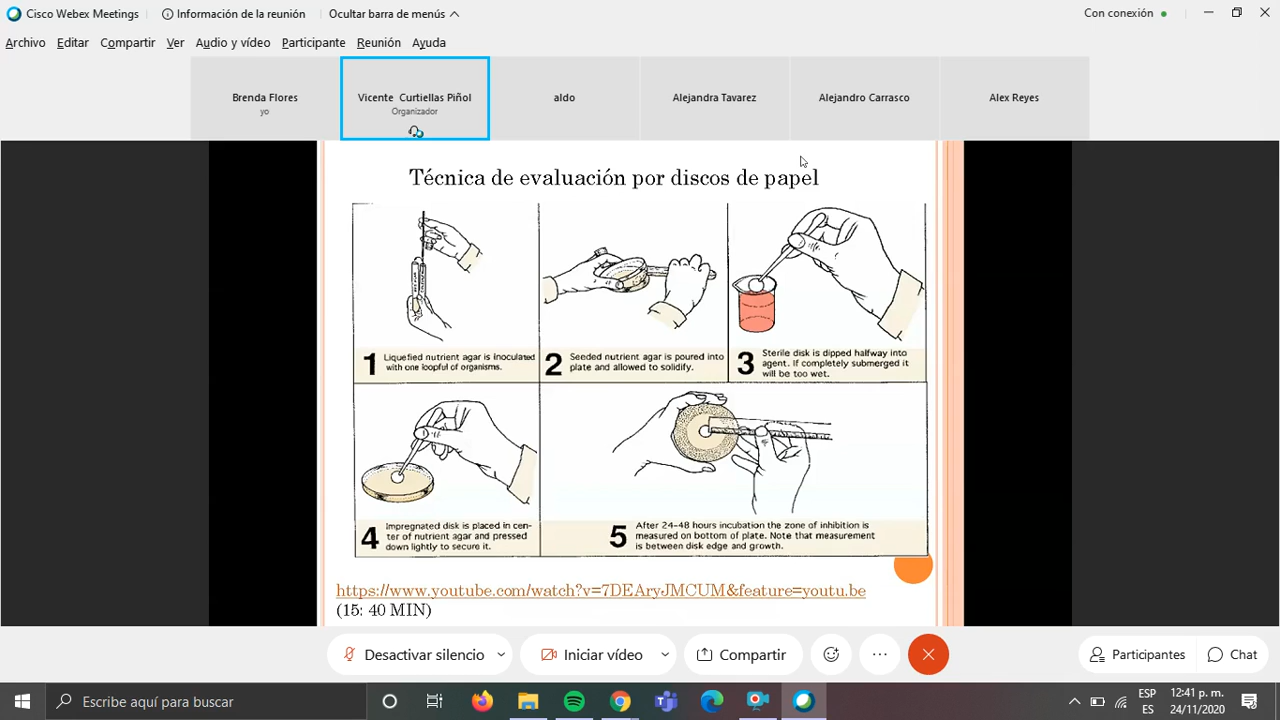 Cisco Webex Meetings
Información de la reunión
Ocultar barra de menús
Con conexión
Archivo Editar Compartir Ver Audio y vídeo Participante Reunión Ayuda
Brenda Flores
yo
Vicente Curtiellas Piñol
Organizador
aldo
Alejandra Tavarez
Alejandro Carrasco
Alex Reyes
Técnica de evaluación por discos de papel
1 Liquefied nutrient agar is inoculated
with one loopful of organisms.
2 Seeded nutrient agar is poured into
plate and allowed to solidify.
3 Sterile disk is dipped halfway into
agent. If completely submerged it
will be too wet.
4 Impregnated disk is placed in cen-
ter of nutrient agar and pressed
down lightly to secure it.
5 After 24-48 hours incubation the zone of inhibition is
measured on bottom of plate. Note that measurement
is between disk edge and growth.
https://www.youtube.com/watch?v=7DEAryJMCUM&feature=youtu.be
(15: 40 MIN)
Desactivar silencio
Iniciar vídeo
Compartir
Participantes
Chat
Escribe aquí para buscar
ESP
ES
12:41 p. m.
24/11/2020